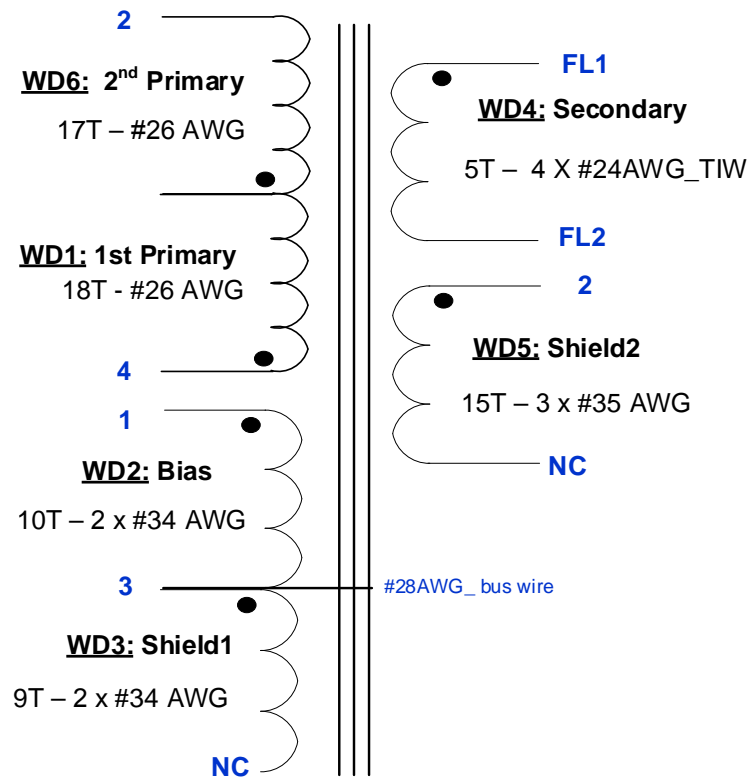 2
WD6: 2nd Primary
17T – #26 AWG
WD1: 1st Primary
18T - #26 AWG
4
1
WD2: Bias
10T – 2 x #34 AWG
3
WD3: Shield1
9T – 2 x #34 AWG
NC
FL1
WD4: Secondary
5T – 4 X #24AWG_TIW
FL2
2
WD5: Shield2
15T – 3 x #35 AWG
NC
#28AWG_ bus wire